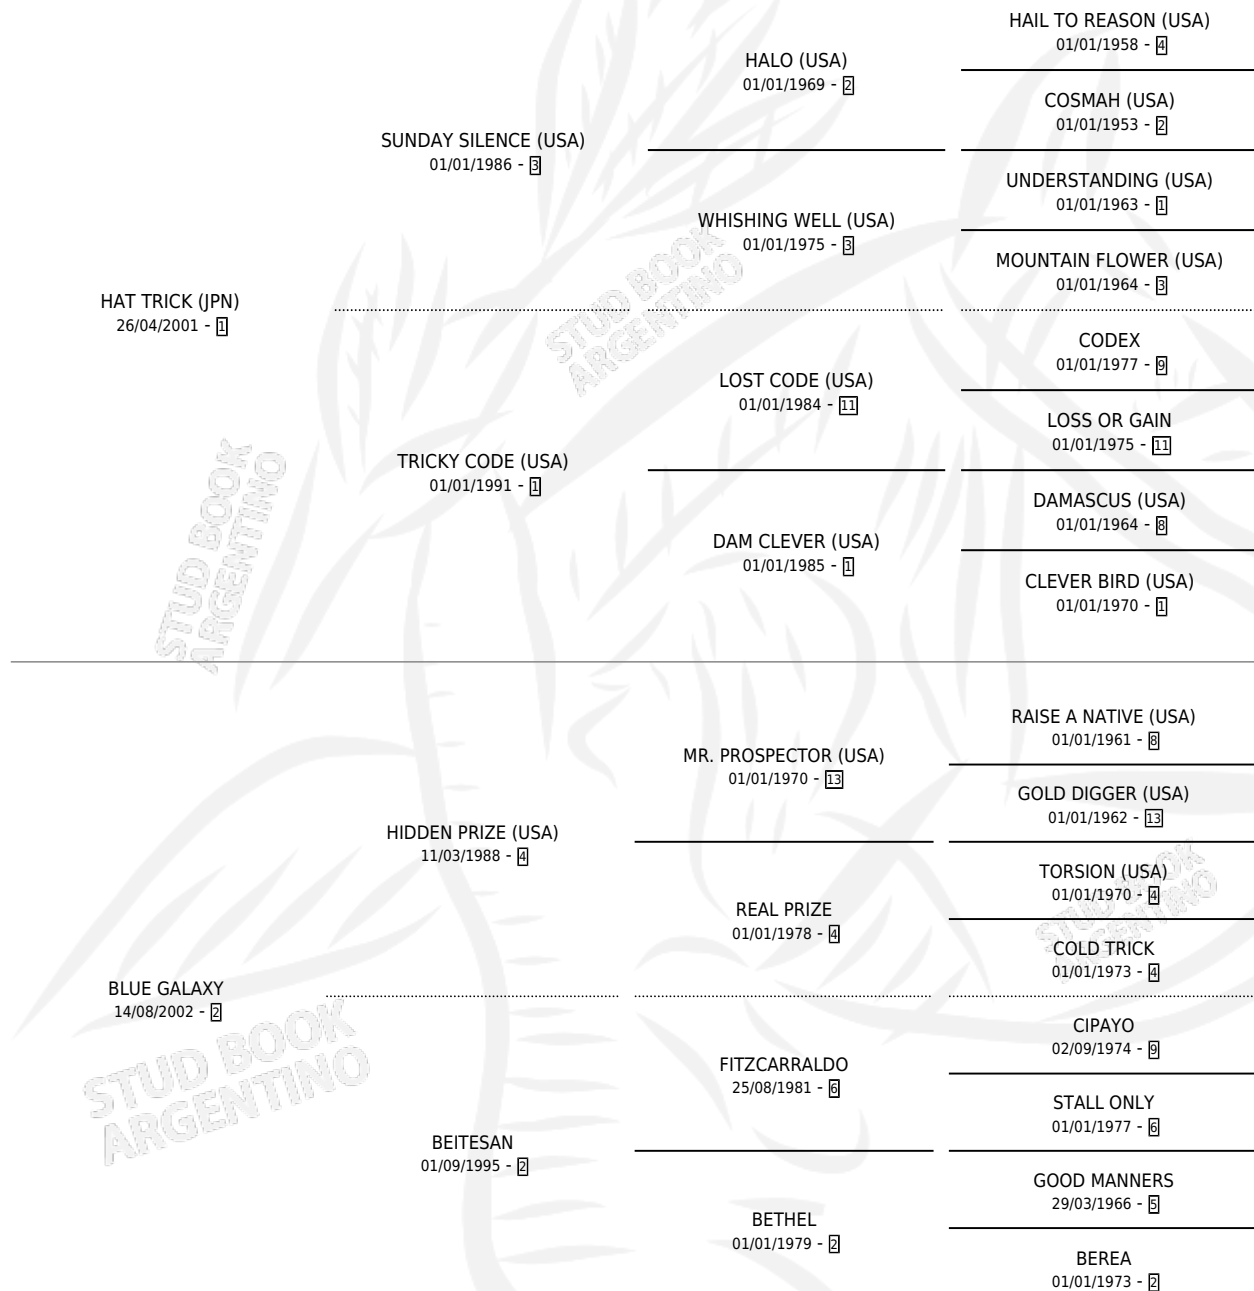 HAIL TO REASON (USA)
01/01/1958 - 4
HALO (USA)
01/01/1969 - 2
COSMAH (USA)
01/01/1953 - 2
SUNDAY SILENCE (USA)
01/01/1986 - 3
UNDERSTANDING (USA)
01/01/1963 - 1
WHISHING WELL (USA)
01/01/1975 - 3
MOUNTAIN FLOWER (USA)
01/01/1964 - 3
HAT TRICK (JPN)
26/04/2001 - 1
STUD BOOK
ARGENTINO
CODEX
01/01/1977 - 9
LOST CODE (USA)
01/01/1984 - 11
LOSS OR GAIN
01/01/1975 - 11
TRICKY CODE (USA)
01/01/1991 - 1
DAMASCUS (USA)
01/01/1964 - 8
DAM CLEVER (USA)
01/01/1985 - 1
CLEVER BIRD (USA)
01/01/1970 - 1
STUD BOOK
ARGENTINO
RAISE A NATIVE (USA)
01/01/1961 - 8
MR. PROSPECTOR (USA)
01/01/1970 - 13
GOLD DIGGER (USA)
01/01/1962 - 13
HIDDEN PRIZE (USA)
11/03/1988 - 4
TORSION (USA)
01/01/1970 - 4
REAL PRIZE
01/01/1978 - 4
COLD TRICK
01/01/1973 - 4
STUD BOOK
ARGENTINO
BLUE GALAXY
14/08/2002 - 2
CIPAYO
02/09/1974 - 9
FITZCARRALDO
25/08/1981 - 6
STALL ONLY
01/01/1977 - 6
STUD BOOK
ARGENTINO
BEITESAN
01/09/1995 - 2
GOOD MANNERS
29/03/1966 - 5
BETHEL
01/01/1979 - 2
BEREA
01/01/1973 - 2